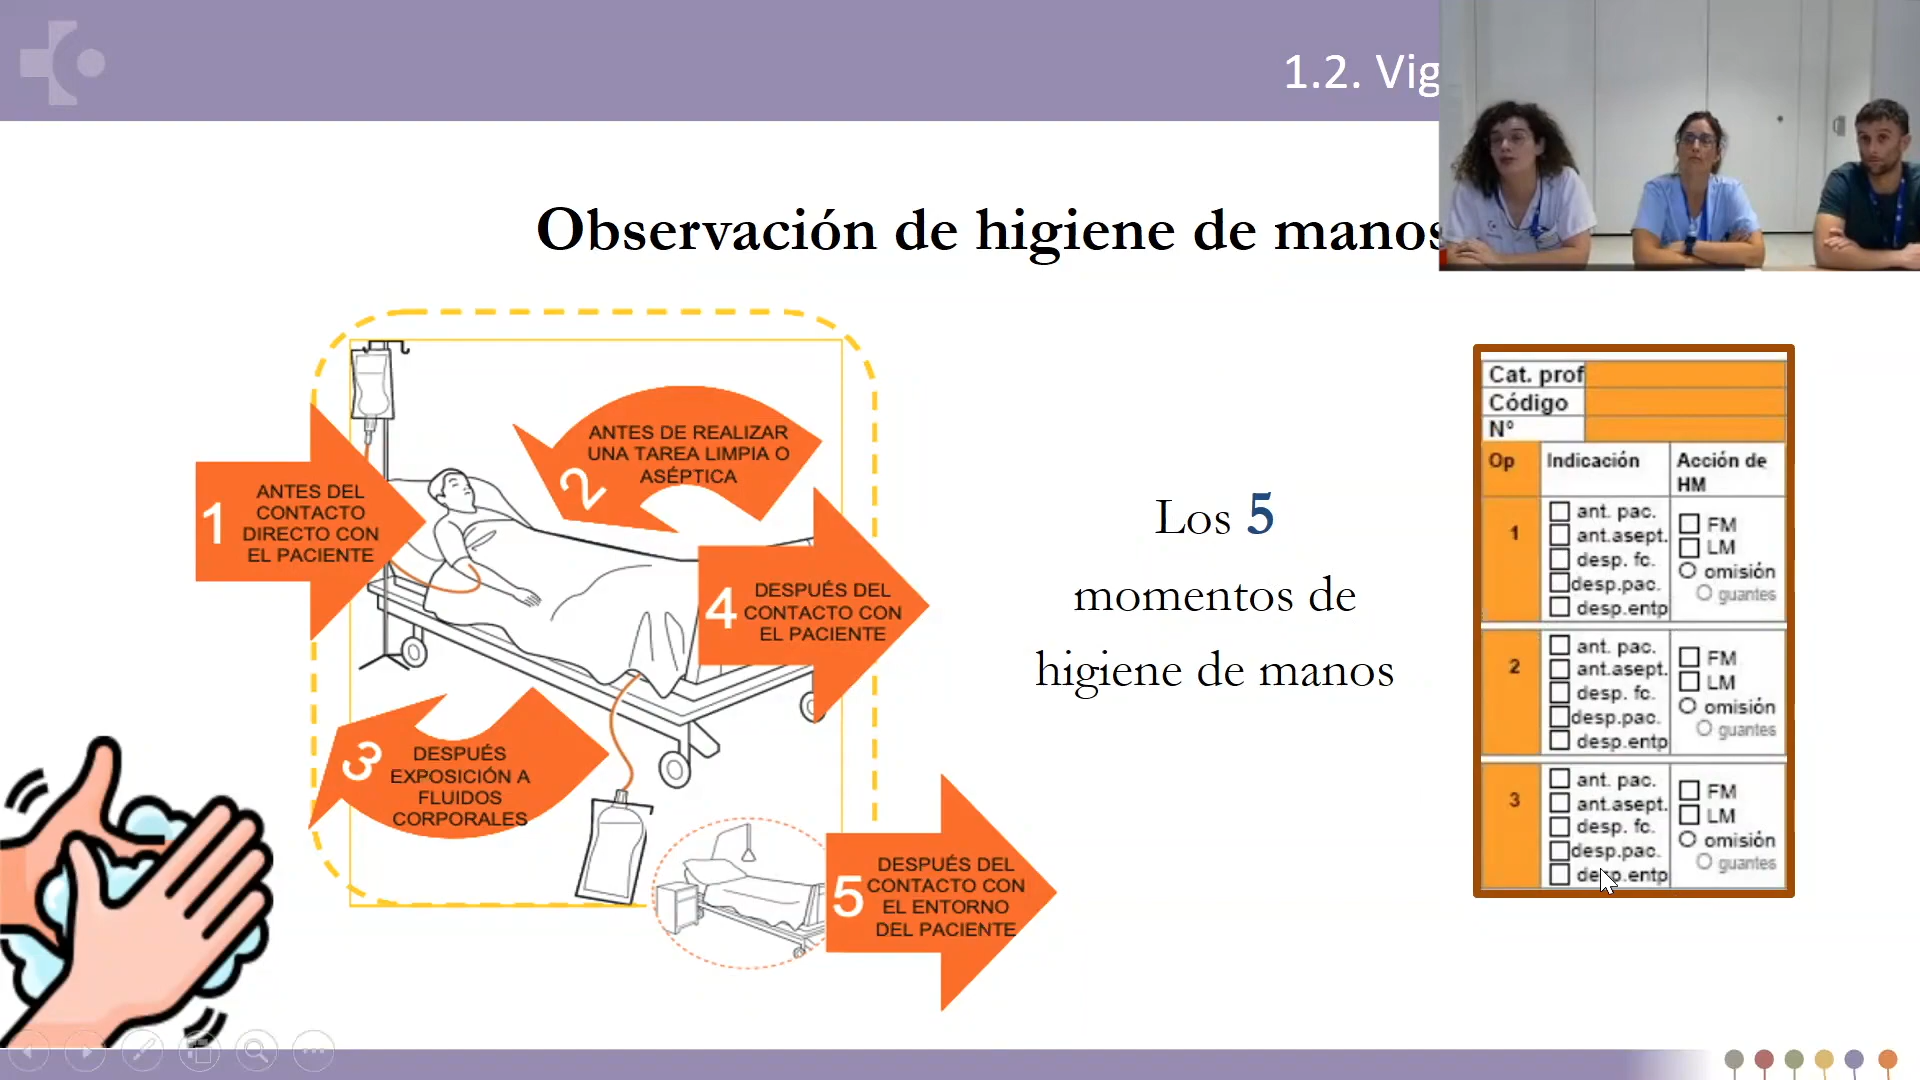 1.2. Vig
Observación de higiene de manos
1
ANTES DEL
CONTACTO
DIRECTO CON
EL PACIENTE
2
ANTES DE REALIZAR
UNA TAREA LIMPIA O
ASÉPTICA
3
DESPUÉS
EXPOSICIÓN A
FLUIDOS
CORPORALES
4
DESPUÉS DEL
CONTACTO CON
EL PACIENTE
5
DESPUÉS DEL
CONTACTO CON
EL ENTORNO
DEL PACIENTE
Los 5
momentos de
higiene de manos
Cat. prof
Código
Nº
Op Indicación Acción de
HM
1
ant. pac.
ant.asept.
desp. fc.
desp.pac.
desp.entp
FM
LM
omisión
guantes
2
ant. pac.
ant.asept.
desp. fc.
desp.pac.
desp.entp
FM
LM
omisión
guantes
3
ant. pac.
ant.asept.
desp. fc.
desp.pac.
desp.entp
FM
LM
omisión
guantes